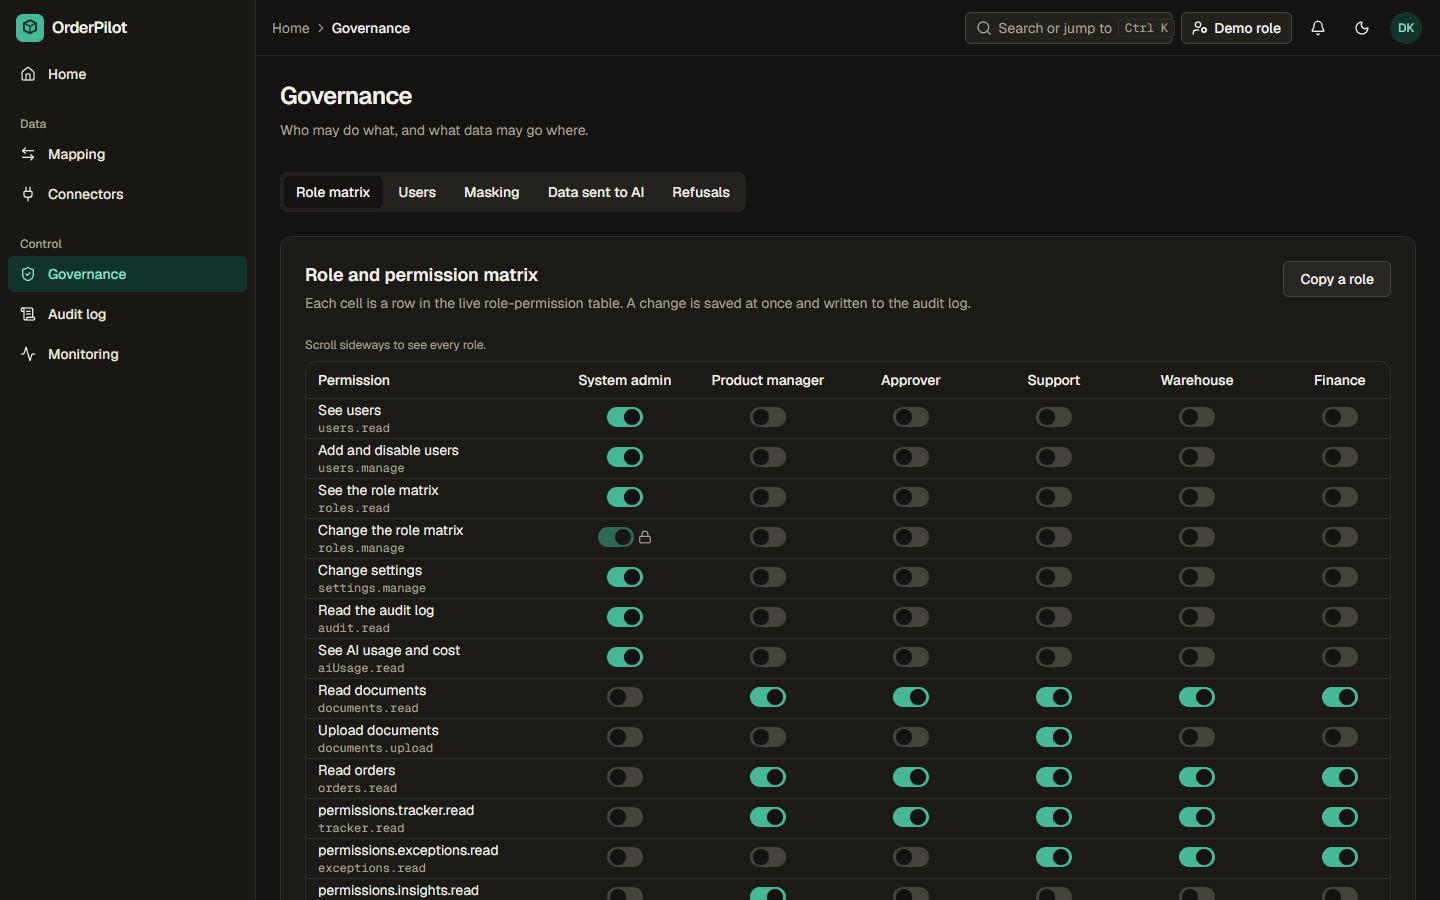 OrderPilot
Home
Data
Mapping
Connectors
Control
Governance
Audit log
Monitoring
Home > Governance
Search or jump to Ctrl K
Demo role
DK
Governance
Who may do what, and what data may go where.
Role matrix Users Masking Data sent to AI Refusals
Role and permission matrix
Each cell is a row in the live role-permission table. A change is saved at once and written to the audit log.
Copy a role
Scroll sideways to see every role.
Permission System admin Product manager Approver Support Warehouse Finance
See users
users.read
Add and disable users
users.manage
See the role matrix
roles.read
Change the role matrix
roles.manage
Change settings
settings.manage
Read the audit log
audit.read
See AI usage and cost
aiUsage.read
Read documents
documents.read
Upload documents
documents.upload
Read orders
orders.read
permissions.tracker.read
tracker.read
permissions.exceptions.read
exceptions.read
permissions.insights.read